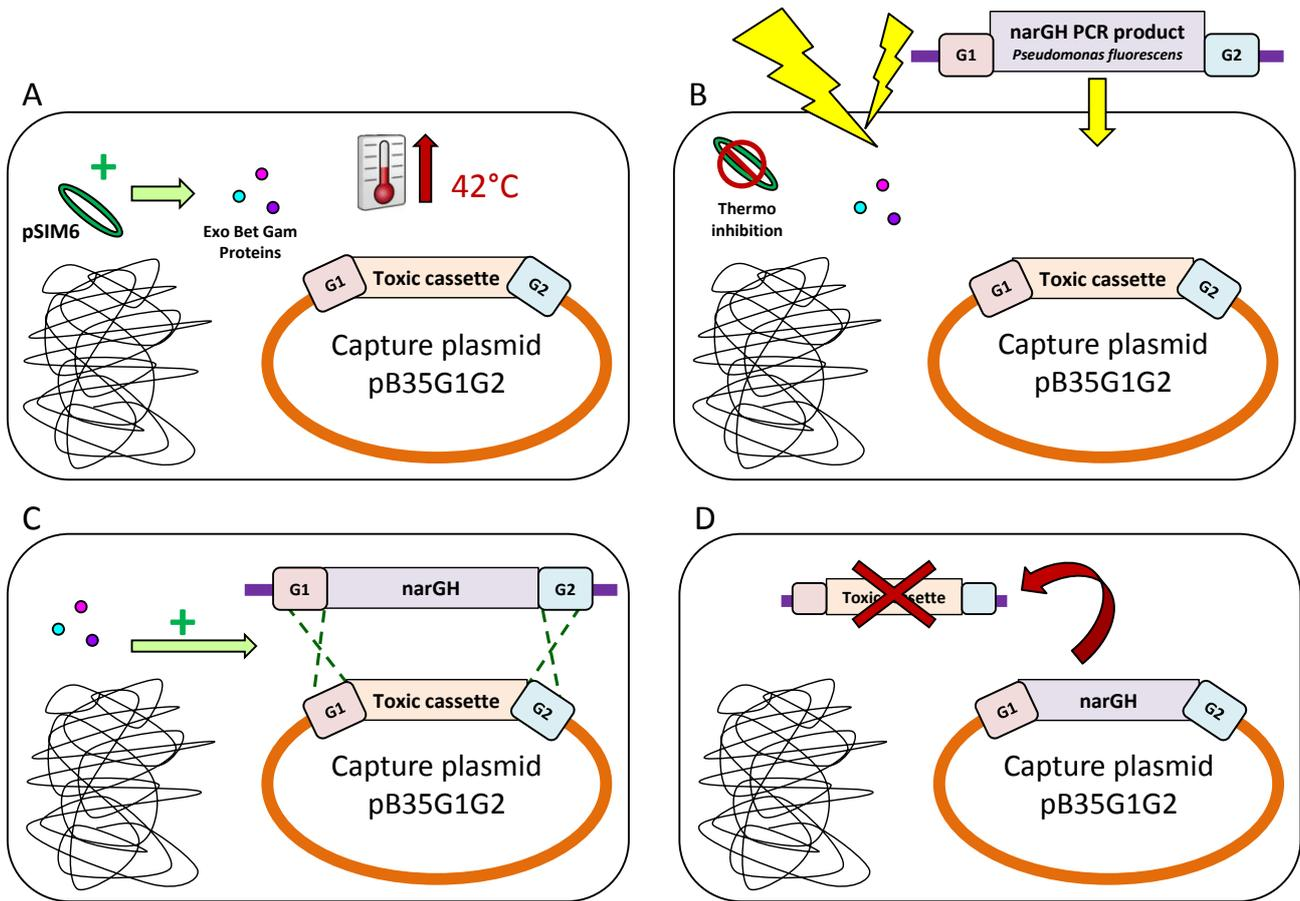 A
pSIM6
Exo Bet Gam
Proteins
42°C
G1
Toxic cassette
G2
Capture plasmid
pB35G1G2
B
G1
narGH PCR product
Pseudomonas fluorescens
G2
Thermo
inhibition
G1
Toxic cassette
G2
Capture plasmid
pB35G1G2
C
G1
narGH
G2
G1
Toxic cassette
G2
Capture plasmid
pB35G1G2
D
Toxic cassette
G1
narGH
G2
Capture plasmid
pB35G1G2